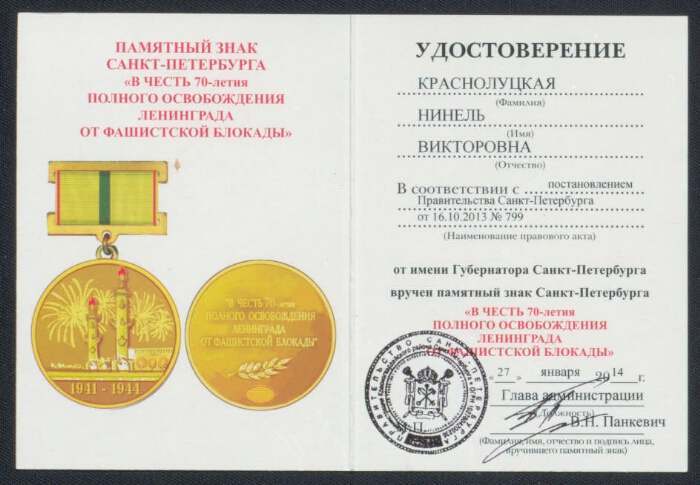 ПАМЯТНЫЙ ЗНАК
САНКТ-ПЕТЕРБУРГА
«В ЧЕСТЬ 70-летия
ПОЛНОГО ОСВОБОЖДЕНИЯ
ЛЕНИНГРАДА
ОТ ФАШИСТСКОЙ БЛОКАДЫ»
1941 - 1944
"В ЧЕСТЬ 70-летия
ПОЛНОГО ОСВОБОЖДЕНИЯ
ЛЕНИНГРАДА
ОТ ФАШИСТСКОЙ БЛОКАДЫ"
УДОСТОВЕРЕНИЕ
КРАСНОЛУЦКАЯ
(Фамилия)
НИНЕЛЬ
(Имя)
ВИКТОРОВНА
(Отчество)
В соответствии с постановлением
Правительства Санкт-Петербурга
от 16.10.2013 № 799
(Наименование правового акта)
от имени Губернатора Санкт-Петербурга
вручен памятный знак Санкт-Петербурга
«В ЧЕСТЬ 70-летия
ПОЛНОГО ОСВОБОЖДЕНИЯ
ЛЕНИНГРАДА
ОТ ФАШИСТСКОЙ БЛОКАДЫ»
«27» января 2014 г.
Глава администрации
(Должность)
М.П.
В.Н. Панкевич
(Фамилия, имя, отчество и подпись лица,
вручившего памятный знак)
ПРАВИТЕЛЬСТВО САНКТ-ПЕТЕРБУРГА